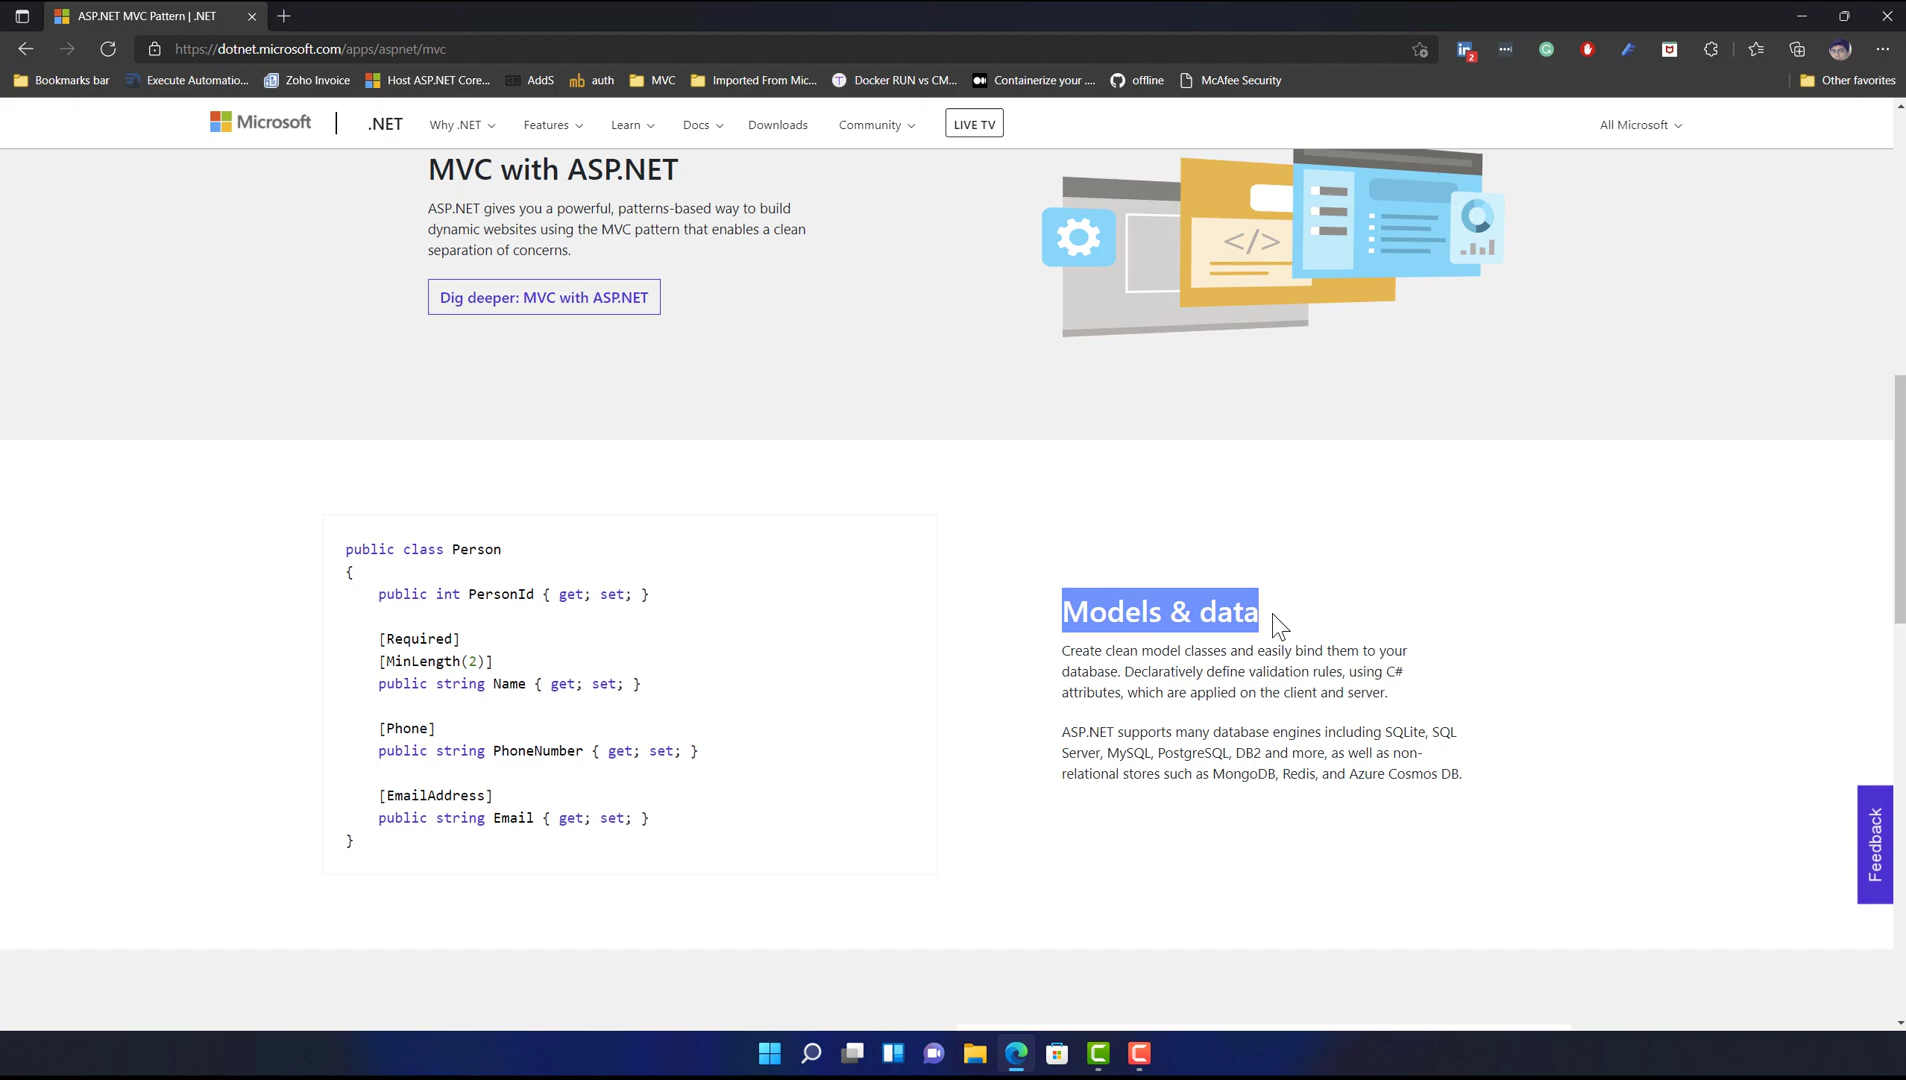 ASP.NET MVC Pattern | .NET
https://dotnet.microsoft.com/apps/aspnet/mvc
2
Bookmarks bar
Execute Automatio...
Zoho Invoice
Host ASP.NET Core...
AddS
auth
MVC
Imported From Mic...
Docker RUN vs CM...
Containerize your ....
offline
McAfee Security
Other favorites
Microsoft
.NET
Why .NET
Features
Learn
Docs
Downloads
Community
LIVE TV
All Microsoft
MVC with ASP.NET
ASP.NET gives you a powerful, patterns-based way to build
dynamic websites using the MVC pattern that enables a clean
separation of concerns.
Dig deeper: MVC with ASP.NET
</>
public class Person
{
public int PersonId { get; set; }
[Required]
[MinLength(2)]
public string Name { get; set; }
[Phone]
public string PhoneNumber { get; set; }
[EmailAddress]
public string Email { get; set; }
}
Models & data
Create clean model classes and easily bind them to your
database. Declaratively define validation rules, using C#
attributes, which are applied on the client and server.
ASP.NET supports many database engines including SQLite, SQL
Server, MySQL, PostgreSQL, DB2 and more, as well as non-
relational stores such as MongoDB, Redis, and Azure Cosmos DB.
Feedback